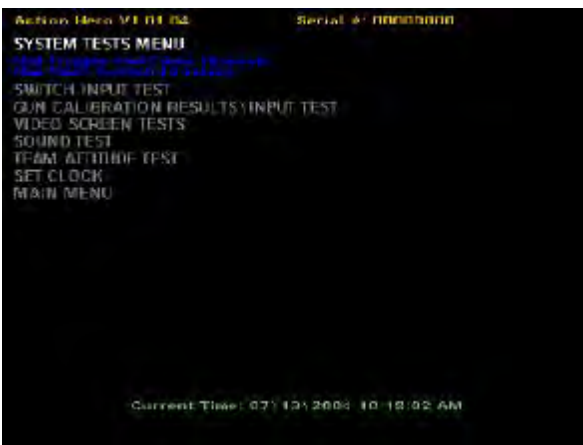 Action Hero V1.01.04 Serial #: 00000000
SYSTEM TESTS MENU
SWITCH INPUT TEST
GUN CALIBRATION RESULTS\INPUT TEST
VIDEO SCREEN TESTS
SOUND TEST
TEAM ATTITUDE TEST
SET CLOCK
MAIN MENU
Current Time: 07\13\2004 10:18:02 AM